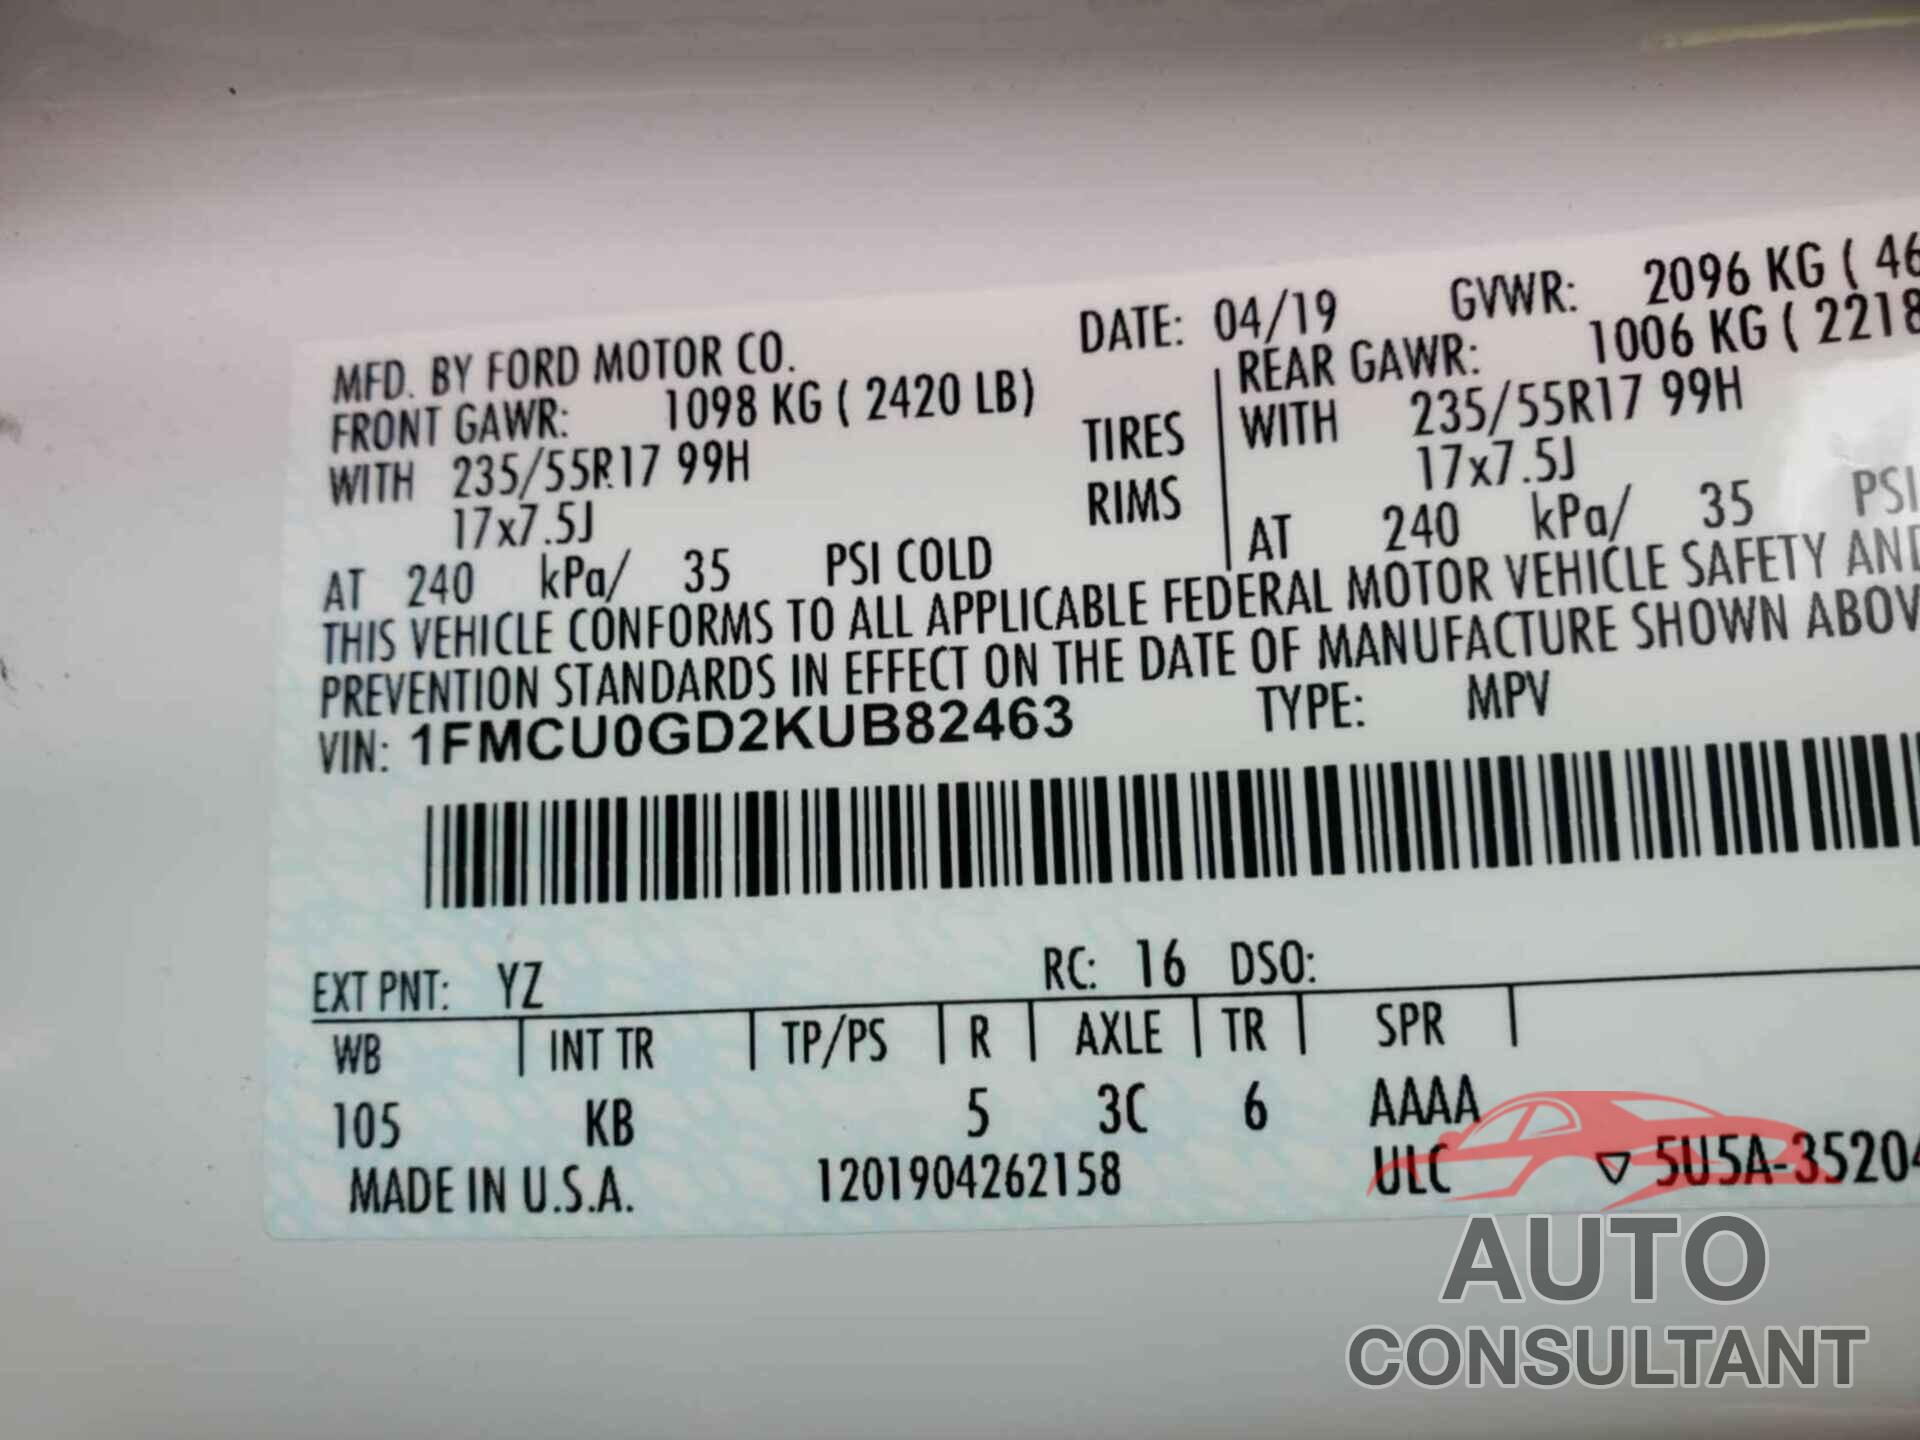 MFD. BY FORD MOTOR CO. DATE: 04/19 GVWR: 2096 KG ( 46
FRONT GAWR: 1098 KG ( 2420 LB) REAR GAWR: 1006 KG ( 2218
WITH 235/55R17 99H TIRES WITH 235/55R17 99H
17x7.5J RIMS 17x7.5J
AT 240 kPa/ 35 PSI COLD AT 240 kPa/ 35 PSI
THIS VEHICLE CONFORMS TO ALL APPLICABLE FEDERAL MOTOR VEHICLE SAFETY AND
PREVENTION STANDARDS IN EFFECT ON THE DATE OF MANUFACTURE SHOWN ABOV
VIN: 1FMCU0GD2KUB82463 TYPE: MPV
EXT PNT: YZ RC: 16 DSO:
WB INT TR TP/PS R AXLE TR SPR
105 KB 5 3C 6 AAAA
MADE IN U.S.A. 1201904262158 ULC ▽ 5U5A-35204
AUTO
CONSULTANT